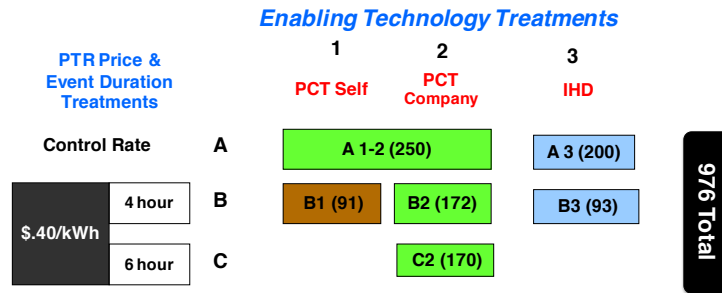 Enabling Technology Treatments
1 2 3
PTR Price &
Event Duration
Treatments
PCT Self
PCT
Company
IHD
Control Rate A A 1-2 (250) A 3 (200)
$.40/kWh
4 hour B B1 (91) B2 (172) B3 (93)
6 hour C C2 (170)
976 Total